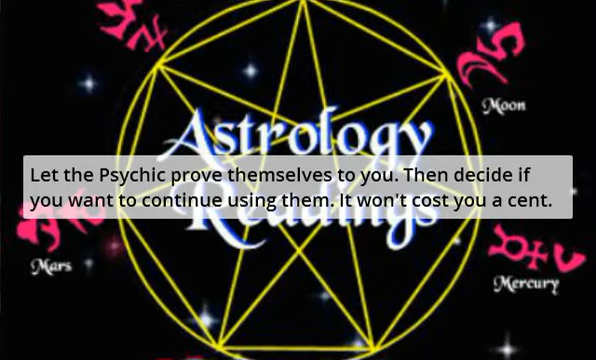 Moon
Astrology
Let the Psychic prove themselves to you. Then decide if
you want to continue using them. It won't cost you a cent.
Readings
Mars
Mercury